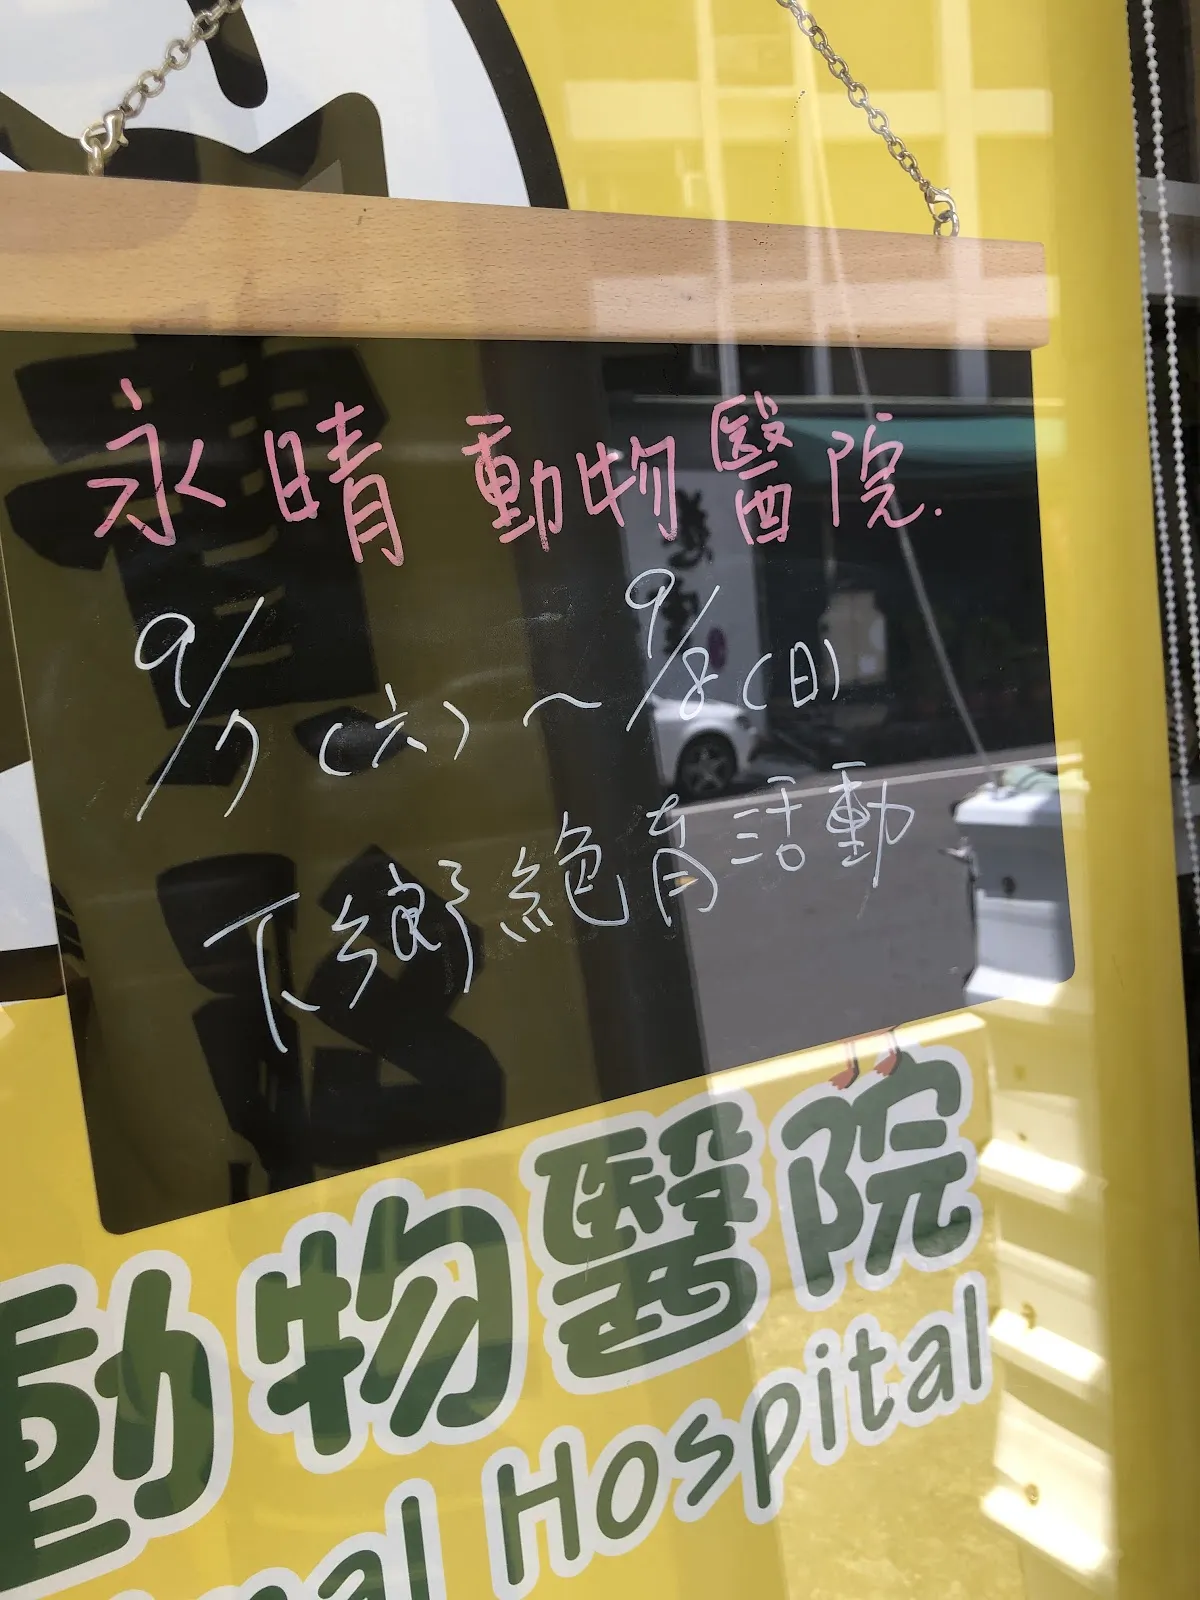 永晴動物醫院.
9/7(六)~9/8(日)
下鄉絕育活動
動物醫院
mal Hospital